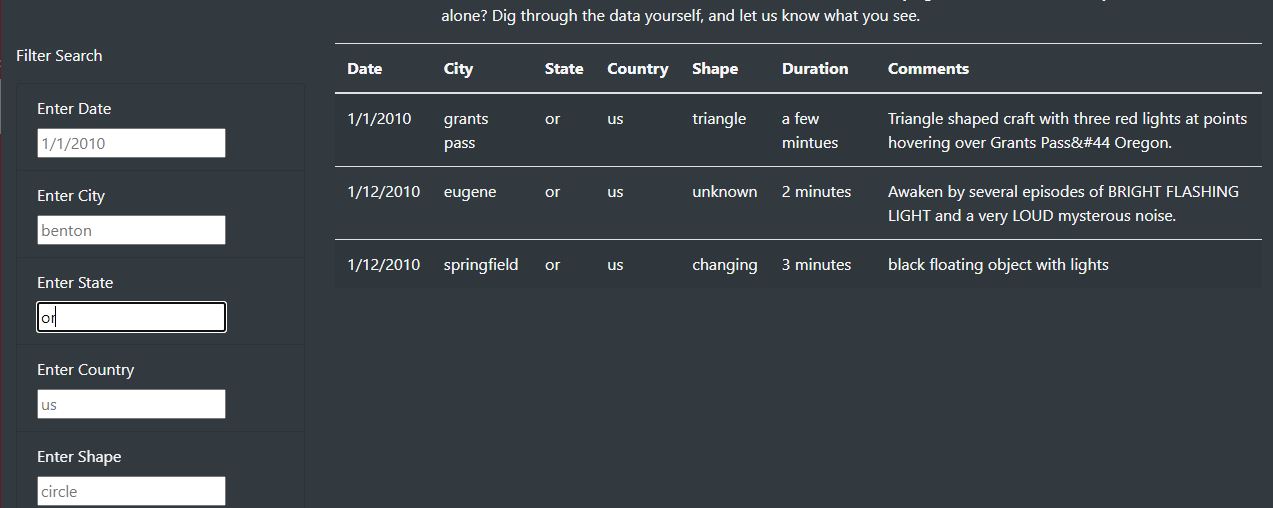 alone? Dig through the data yourself, and let us know what you see.
Filter Search
Enter Date
1/1/2010
Enter City
benton
Enter State
or
Enter Country
us
Enter Shape
circle
Date City State Country Shape Duration Comments
1/1/2010 grants or us triangle a few Triangle shaped craft with three red lights at points
pass mintues hovering over Grants Pass&#44 Oregon.
1/12/2010 eugene or us unknown 2 minutes Awaken by several episodes of BRIGHT FLASHING
LIGHT and a very LOUD mysterous noise.
1/12/2010 springfield or us changing 3 minutes black floating object with lights